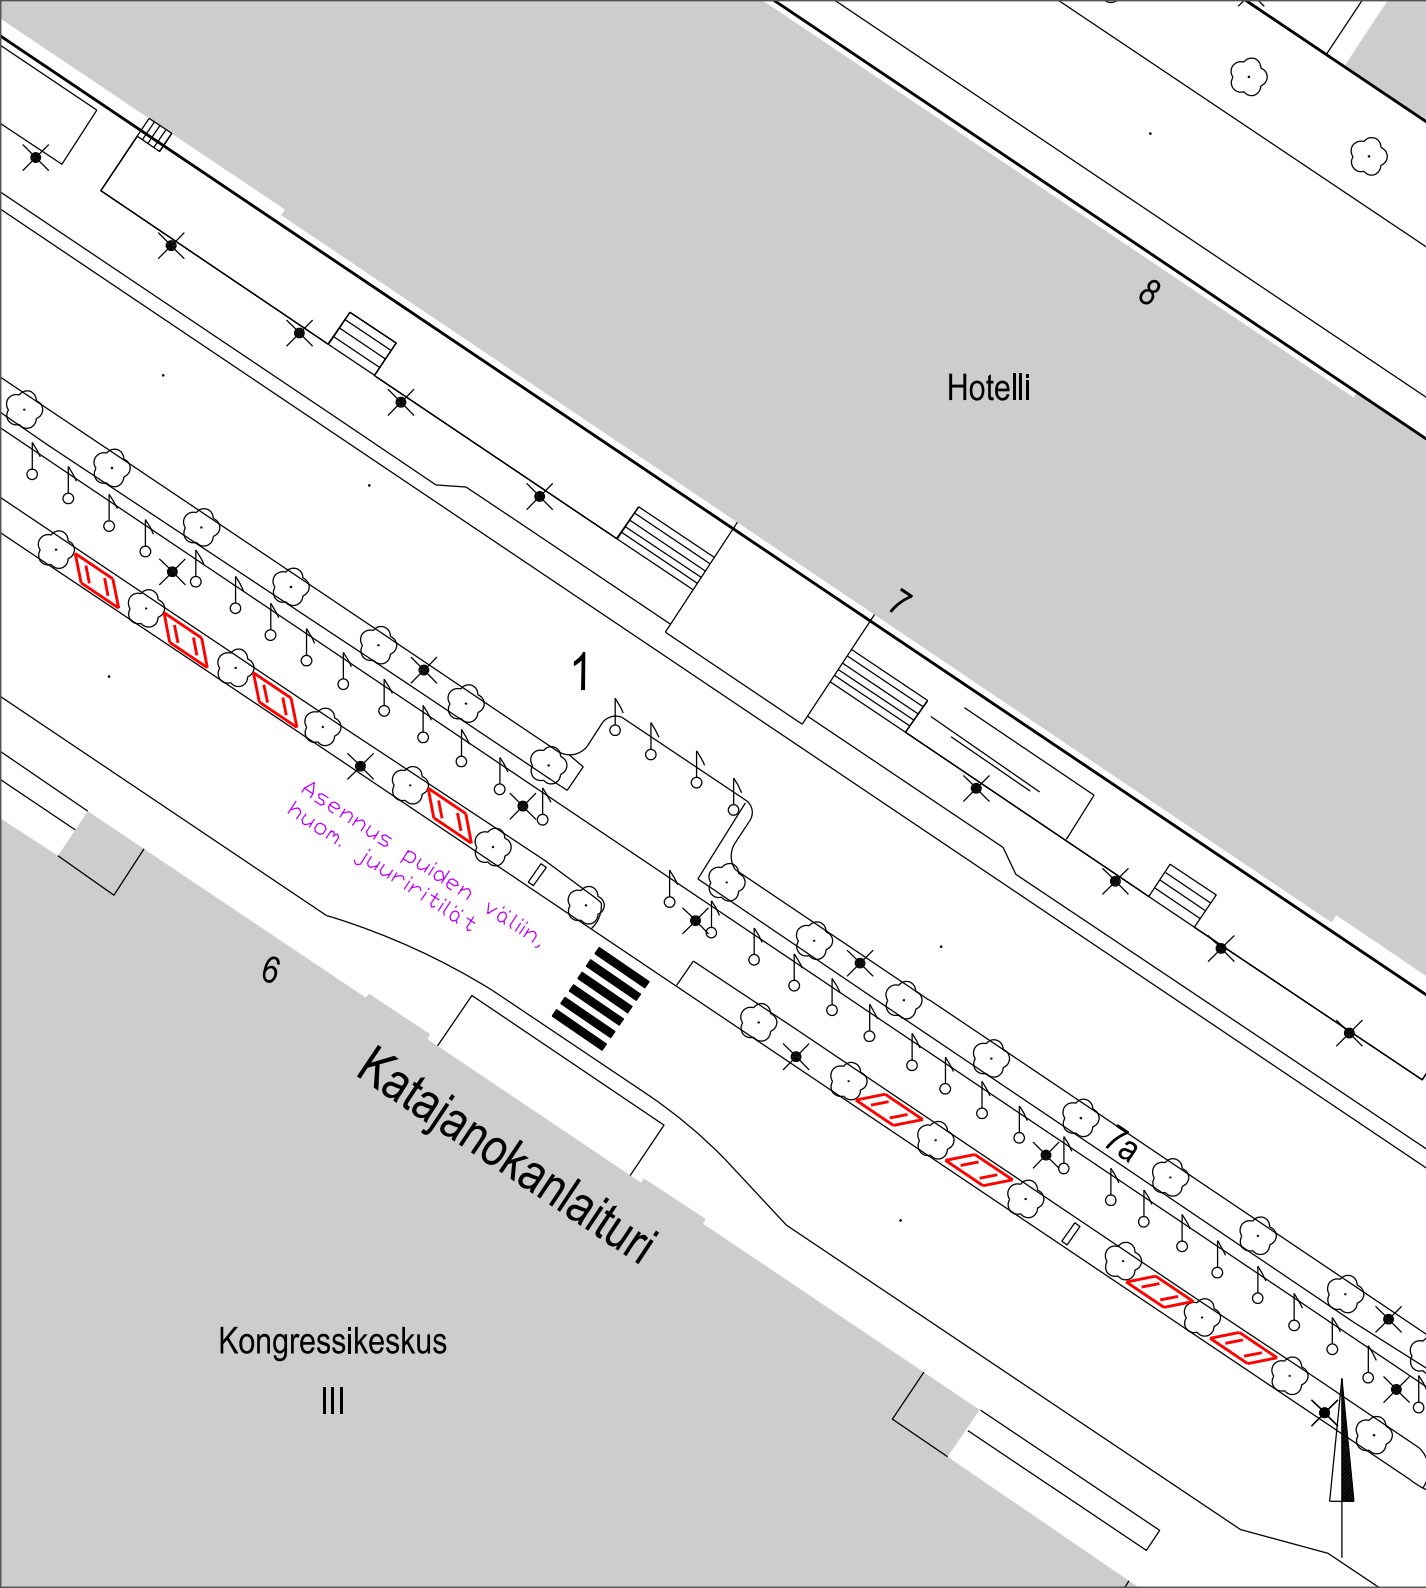 8
Hotelli
7
1
Asennus puiden väliin,
huom. juuriritilät
6
Katajanokanlaituri
7a
Kongressikeskus
III